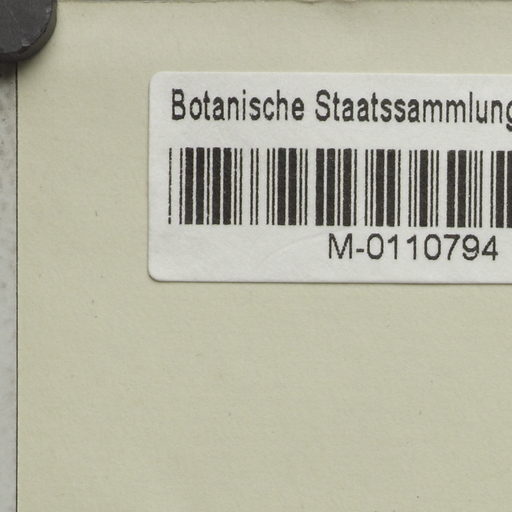 Botanische Staatssammlung
M-0110794